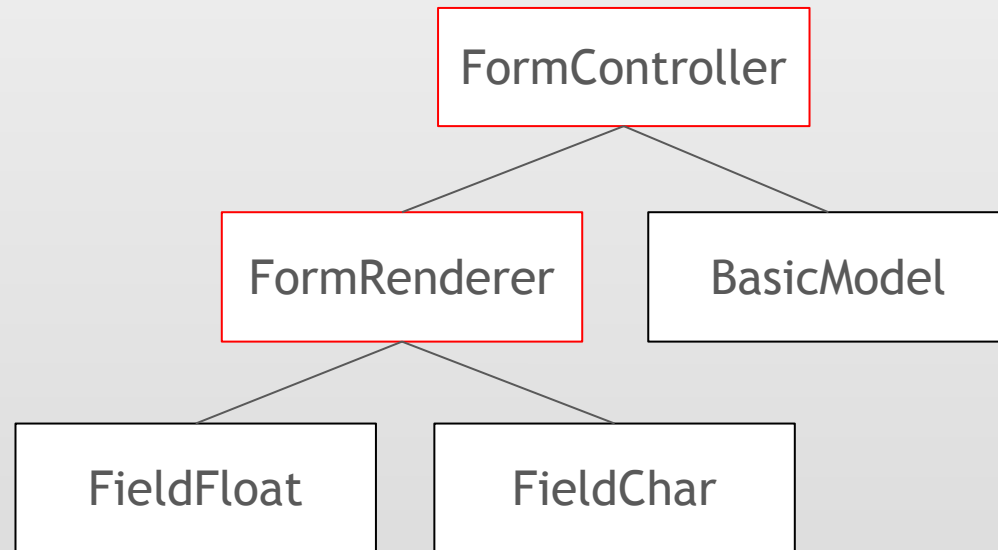 FormController
FormRenderer
BasicModel
FieldFloat
FieldChar